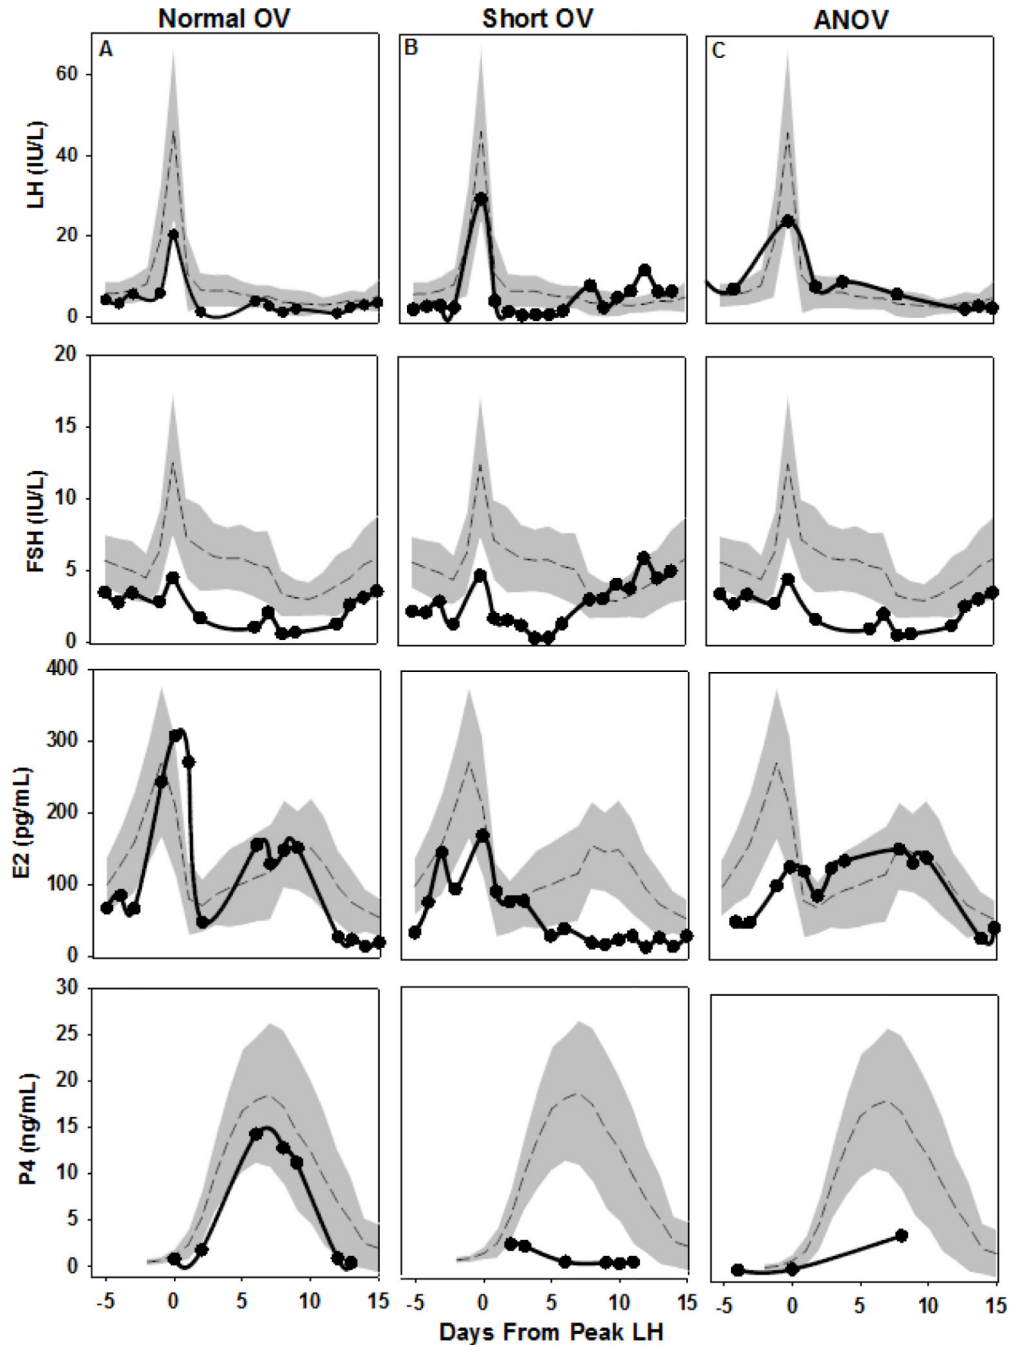 Normal OV Short OV ANOV
A B C
LH (IU/L)
60
40
20
0
FSH (IU/L)
20
15
10
5
0
E2 (pg/mL)
400
300
200
100
0
P4 (ng/mL)
30
25
20
15
10
5
0
-5 0 5 10 15 -5 0 5 10 15 -5 0 5 10 15
Days From Peak LH